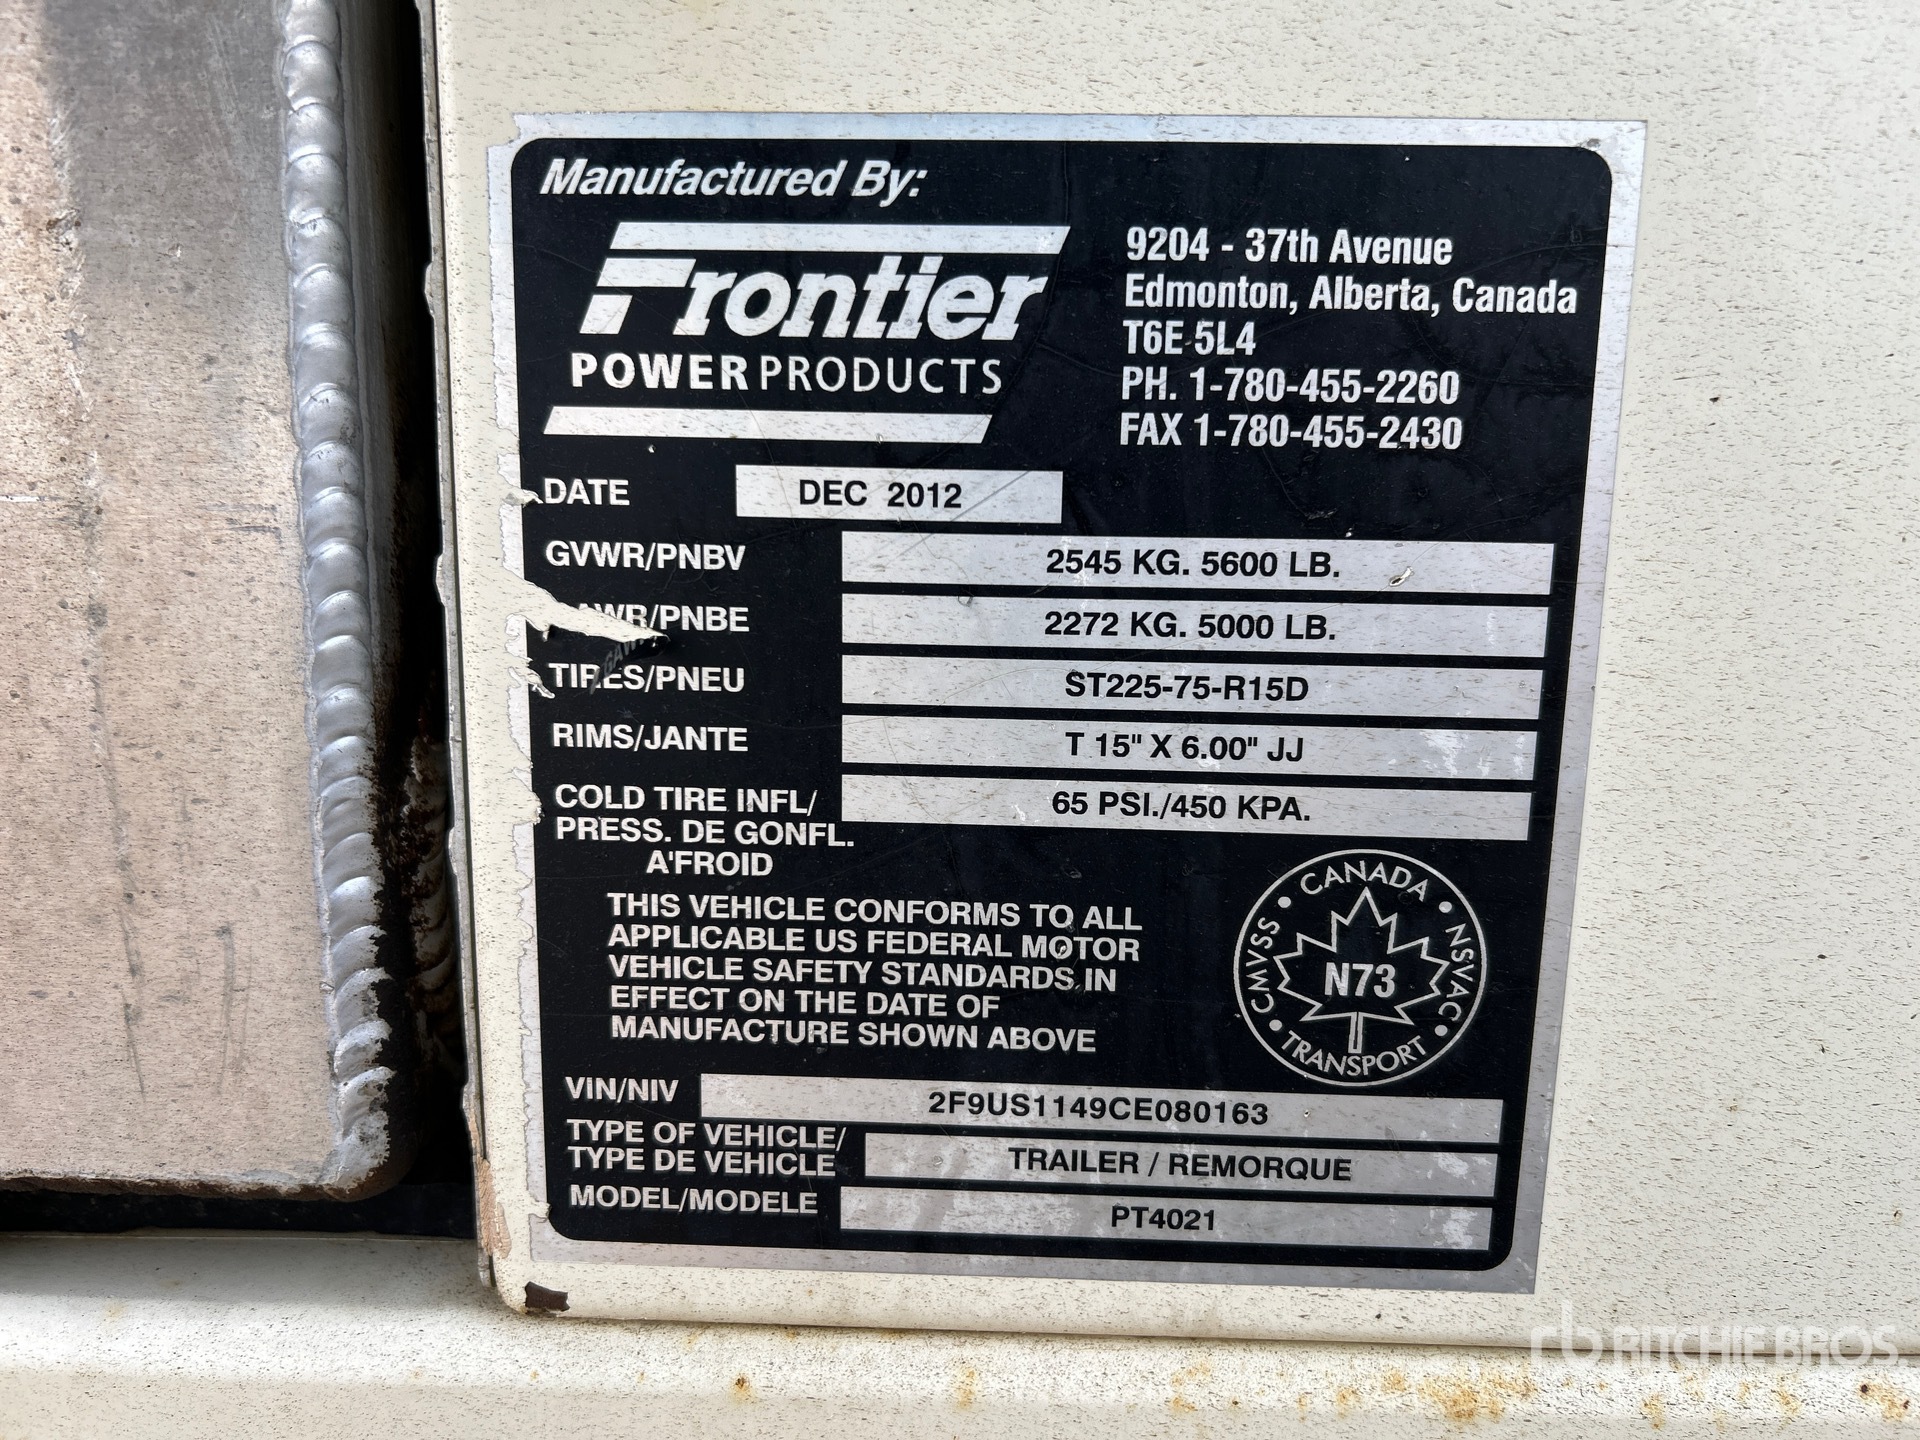 Manufactured By:
Frontier
POWER PRODUCTS
9204 - 37th Avenue
Edmonton, Alberta, Canada
T6E 5L4
PH. 1-780-455-2260
FAX 1-780-455-2430
DATE DEC 2012
GVWR/PNBV 2545 KG. 5600 LB.
GAWR/PNBE 2272 KG. 5000 LB.
TIRES/PNEU ST225-75-R15D
RIMS/JANTE T 15" X 6.00" JJ
COLD TIRE INFL/ 65 PSI./450 KPA.
PRESS. DE GONFL.
A'FROID
THIS VEHICLE CONFORMS TO ALL
APPLICABLE US FEDERAL MOTOR
VEHICLE SAFETY STANDARDS IN
EFFECT ON THE DATE OF
MANUFACTURE SHOWN ABOVE
CANADA • NSVAC • TRANSPORT • CMVSS •
N73
VIN/NIV 2F9US1149CE080163
TYPE OF VEHICLE/
TYPE DE VEHICLE TRAILER / REMORQUE
MODEL/MODELE PT4021
rb RITCHIE BROS.